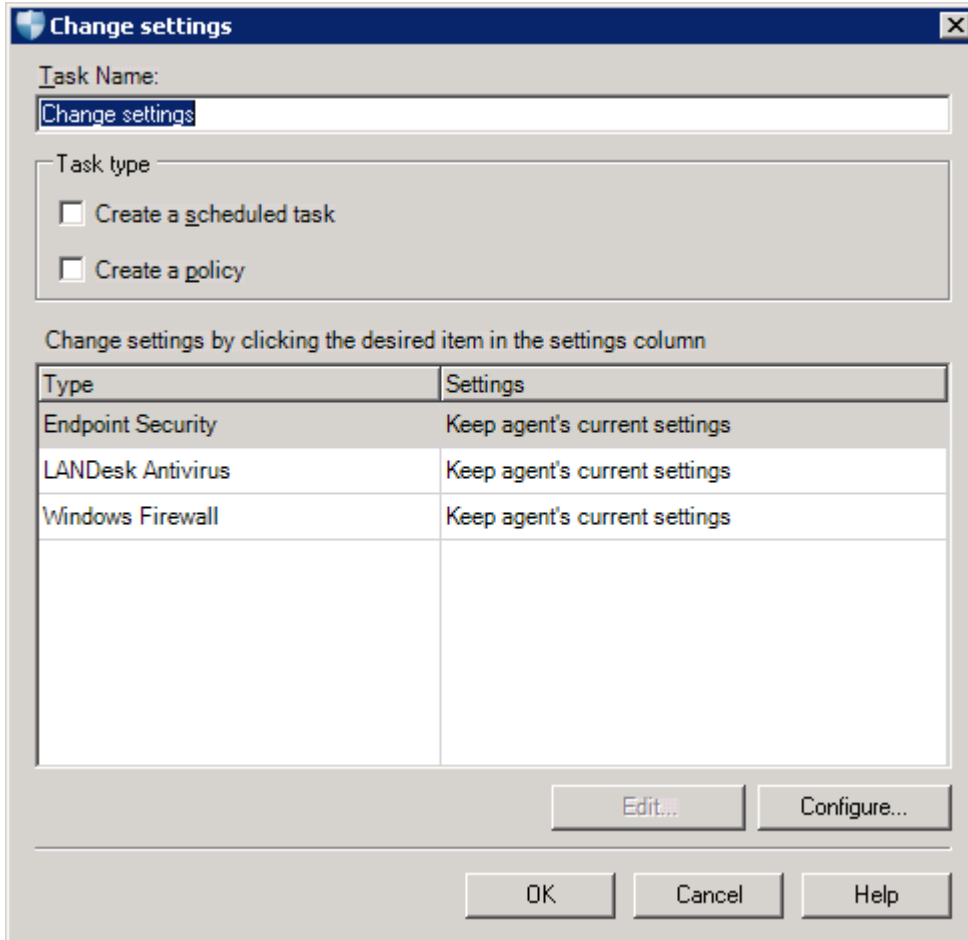 Change settings
Task Name:
Change settings
Task type
Create a scheduled task
Create a policy
Change settings by clicking the desired item in the settings column
Type Settings
Endpoint Security Keep agent's current settings
LANDesk Antivirus Keep agent's current settings
Windows Firewall Keep agent's current settings
Edit... Configure...
OK Cancel Help